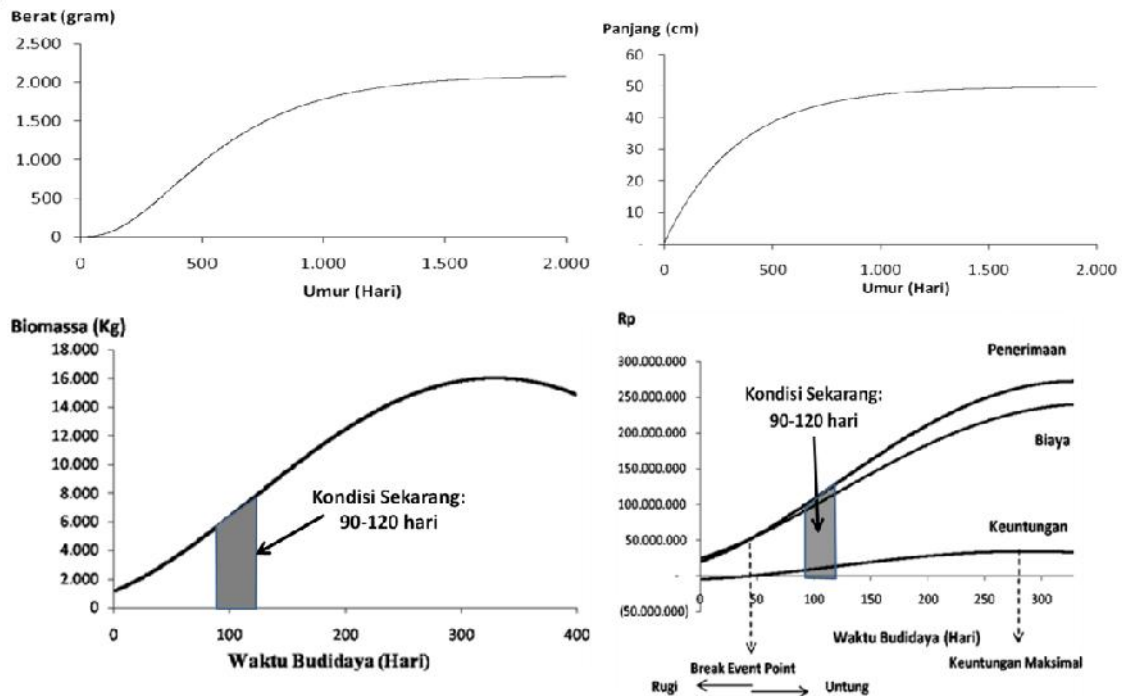 Berat (gram)
2.500
2.000
1.500
1.000
500
0
0 500 1.000 1.500 2.000
Umur (Hari)
Panjang (cm)
60
50
40
30
20
10
-
0 500 1.000 1.500 2.000
Umur (Hari)
Biomassa (Kg)
18.000
16.000
14.000
12.000
10.000
8.000
6.000
4.000
2.000
0
Kondisi Sekarang:
90-120 hari
0 100 200 300 400
Waktu Budidaya (Hari)
Rp
300.000.000
250.000.000
200.000.000
150.000.000
100.000.000
50.000.000
-
(50.000.000)
Penerimaan
Kondisi Sekarang:
90-120 hari
Biaya
Keuntungan
0 50 100 150 200 250 300
Waktu Budidaya (Hari)
Break Event Point
Keuntungan Maksimal
Rugi
Untung